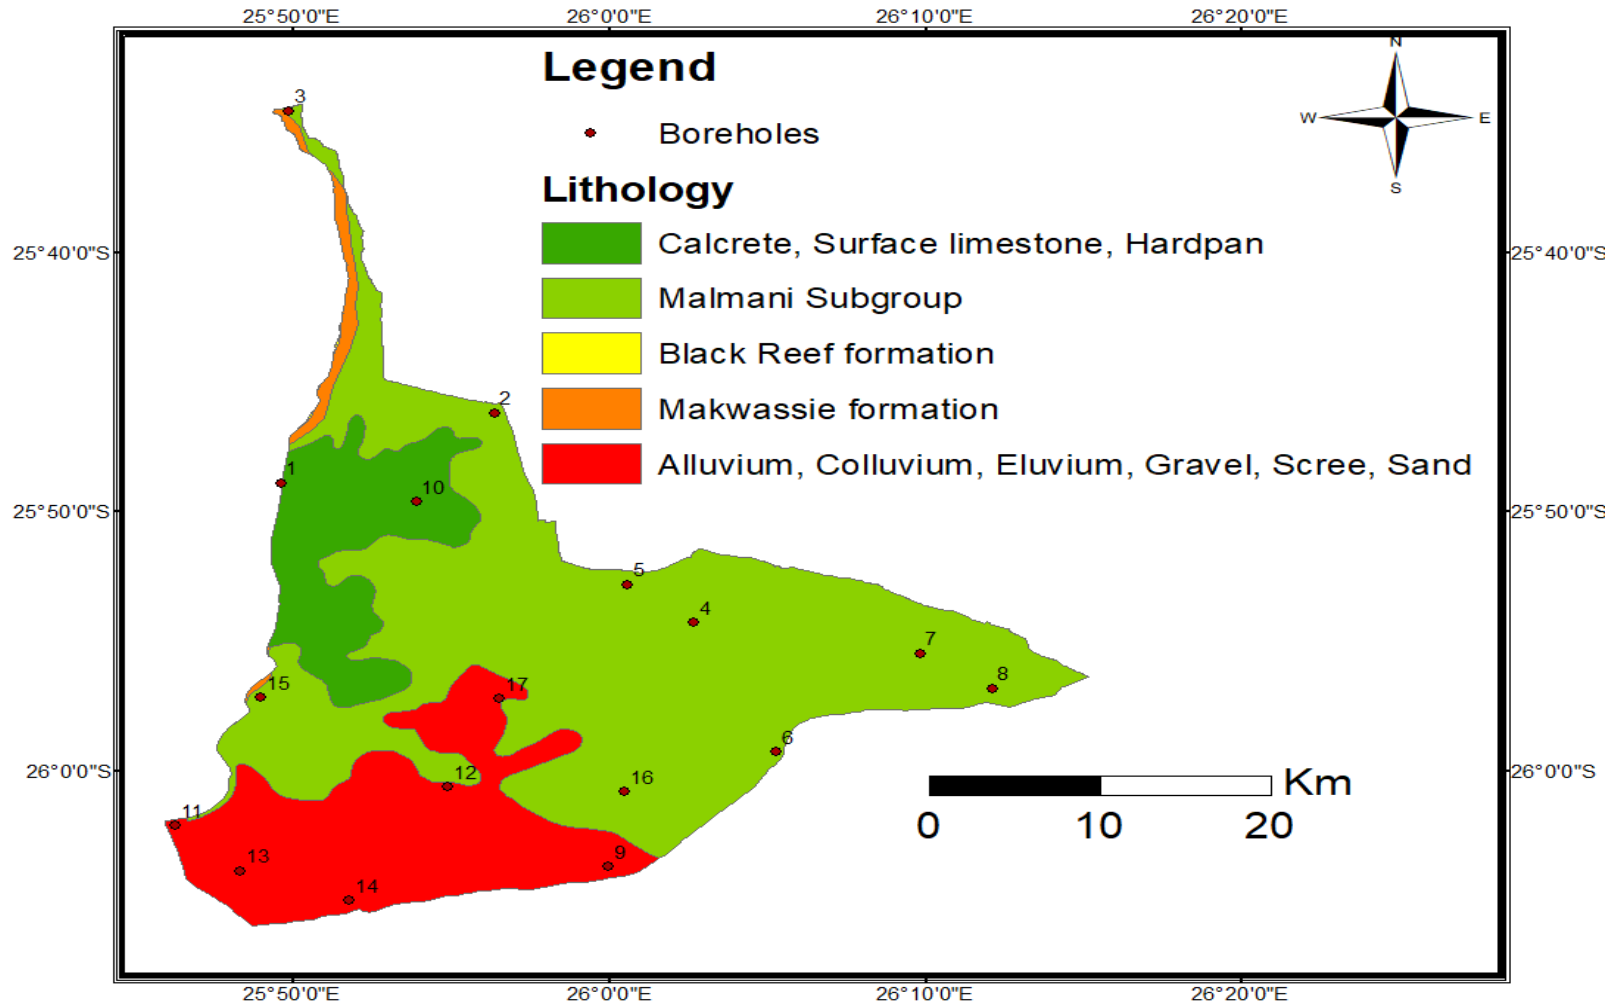 25°50'0"E 26°0'0"E 26°10'0"E 26°20'0"E
Legend
N
3
Boreholes
W E
S
Lithology
Calcrete, Surface limestone, Hardpan
25°40'0"S 25°40'0"S
Malmani Subgroup
Black Reef formation
2
Makwassie formation
1
Alluvium, Colluvium, Eluvium, Gravel, Scree, Sand
10
25°50'0"S 25°50'0"S
5
4
7
8
15
17
6
26°0'0"S 26°0'0"S
12
16
Km
11
0 10 20
13
9
14
25°50'0"E 26°0'0"E 26°10'0"E 26°20'0"E